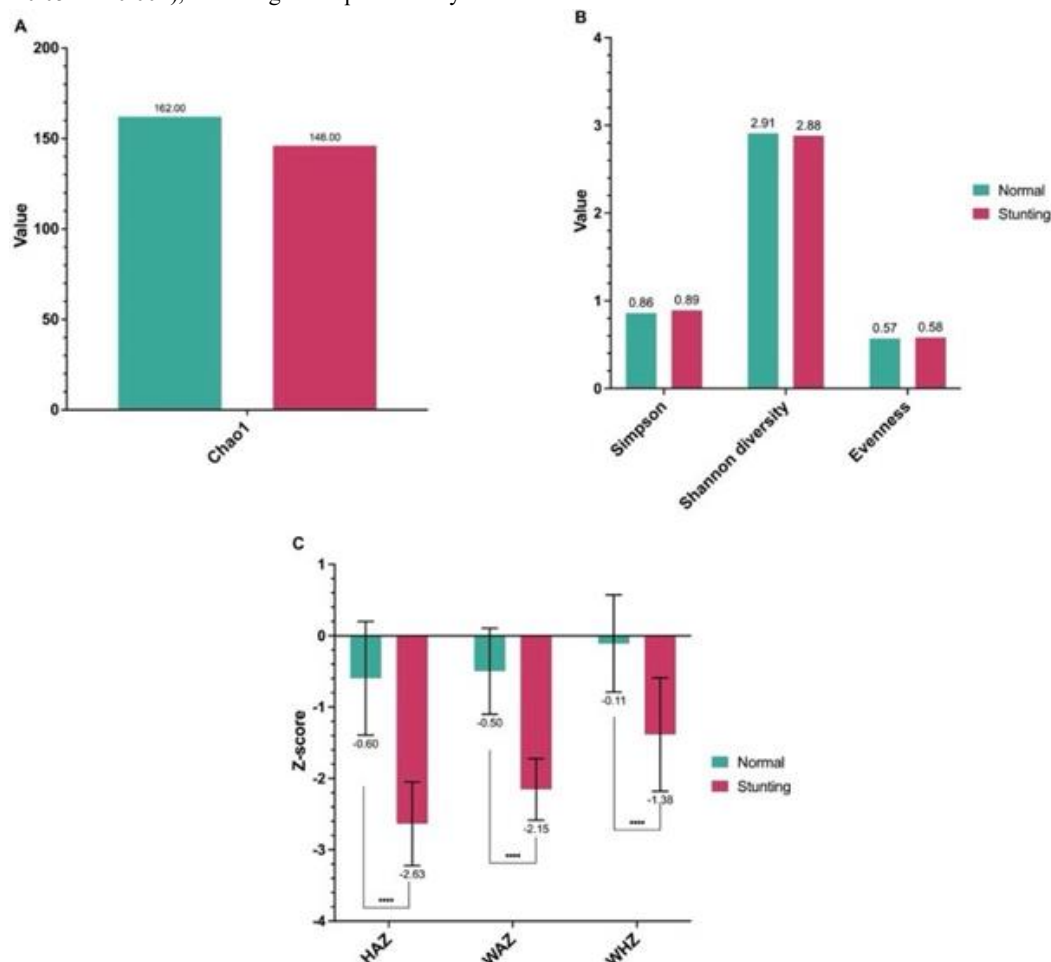 A
200
150
100
50
0
Value
162.00
146.00
Chao1
B
4
3
2
1
0
Value
0.86
0.89
2.91
2.88
0.57
0.58
Simpson
Shannon diversity
Evenness
Normal
Stunting
C
1
0
-1
-2
-3
-4
Z-score
-0.60
-2.63
****
-0.50
-2.15
****
-0.11
-1.38
****
HAZ
WAZ
WHZ
Normal
Stunting